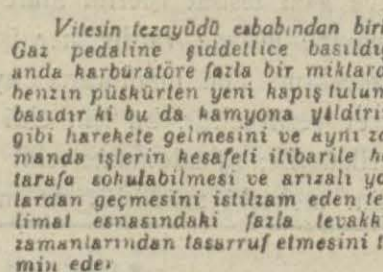 Vitesin tezayüdü esbabından biri
Gaz pedaline şiddetlice basıldı
anda karbüratöre fazla bir miktard
benzin püskürten yeni kapış tulum
basıdır ki bu da kamyona yıldırı
gibi harekete gelmesini ve ayni za
manda işlerin kesafeti itibarile h
tarafa sokulabilmesi ve arızalı yo
lardan geçmesini istilzam eden te
limat esnasındaki fazla tevakk
zamanlarından tasarruf etmesini t
min eder